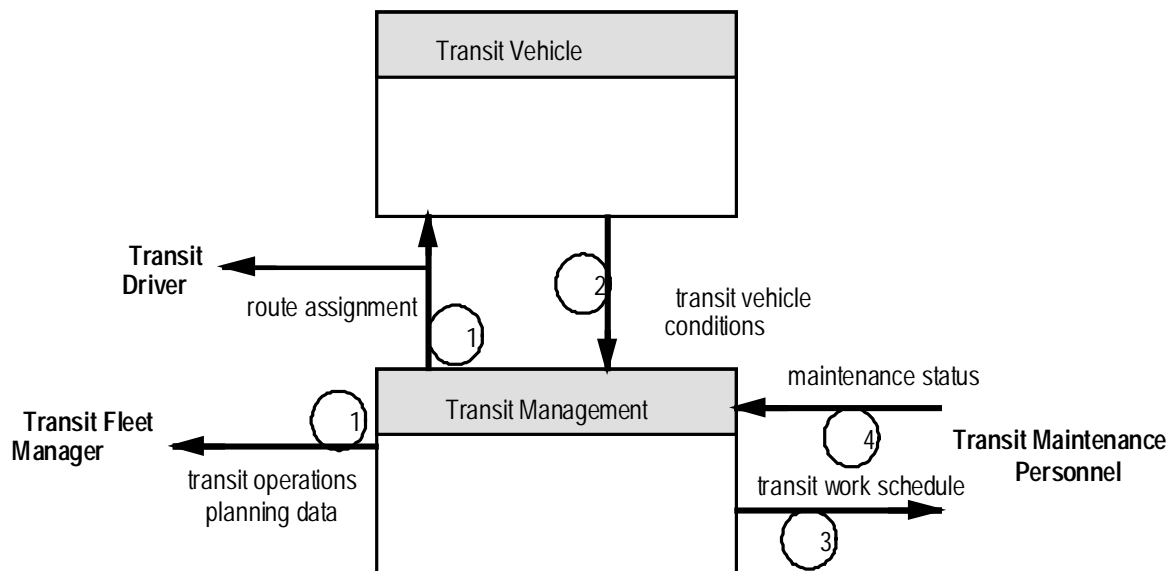 Transit Vehicle
Transit
Driver
route assignment
1
2
transit vehicle
conditions
Transit Management
maintenance status
4
Transit Fleet
Manager
1
transit operations
planning data
Transit Maintenance
Personnel
transit work schedule
3